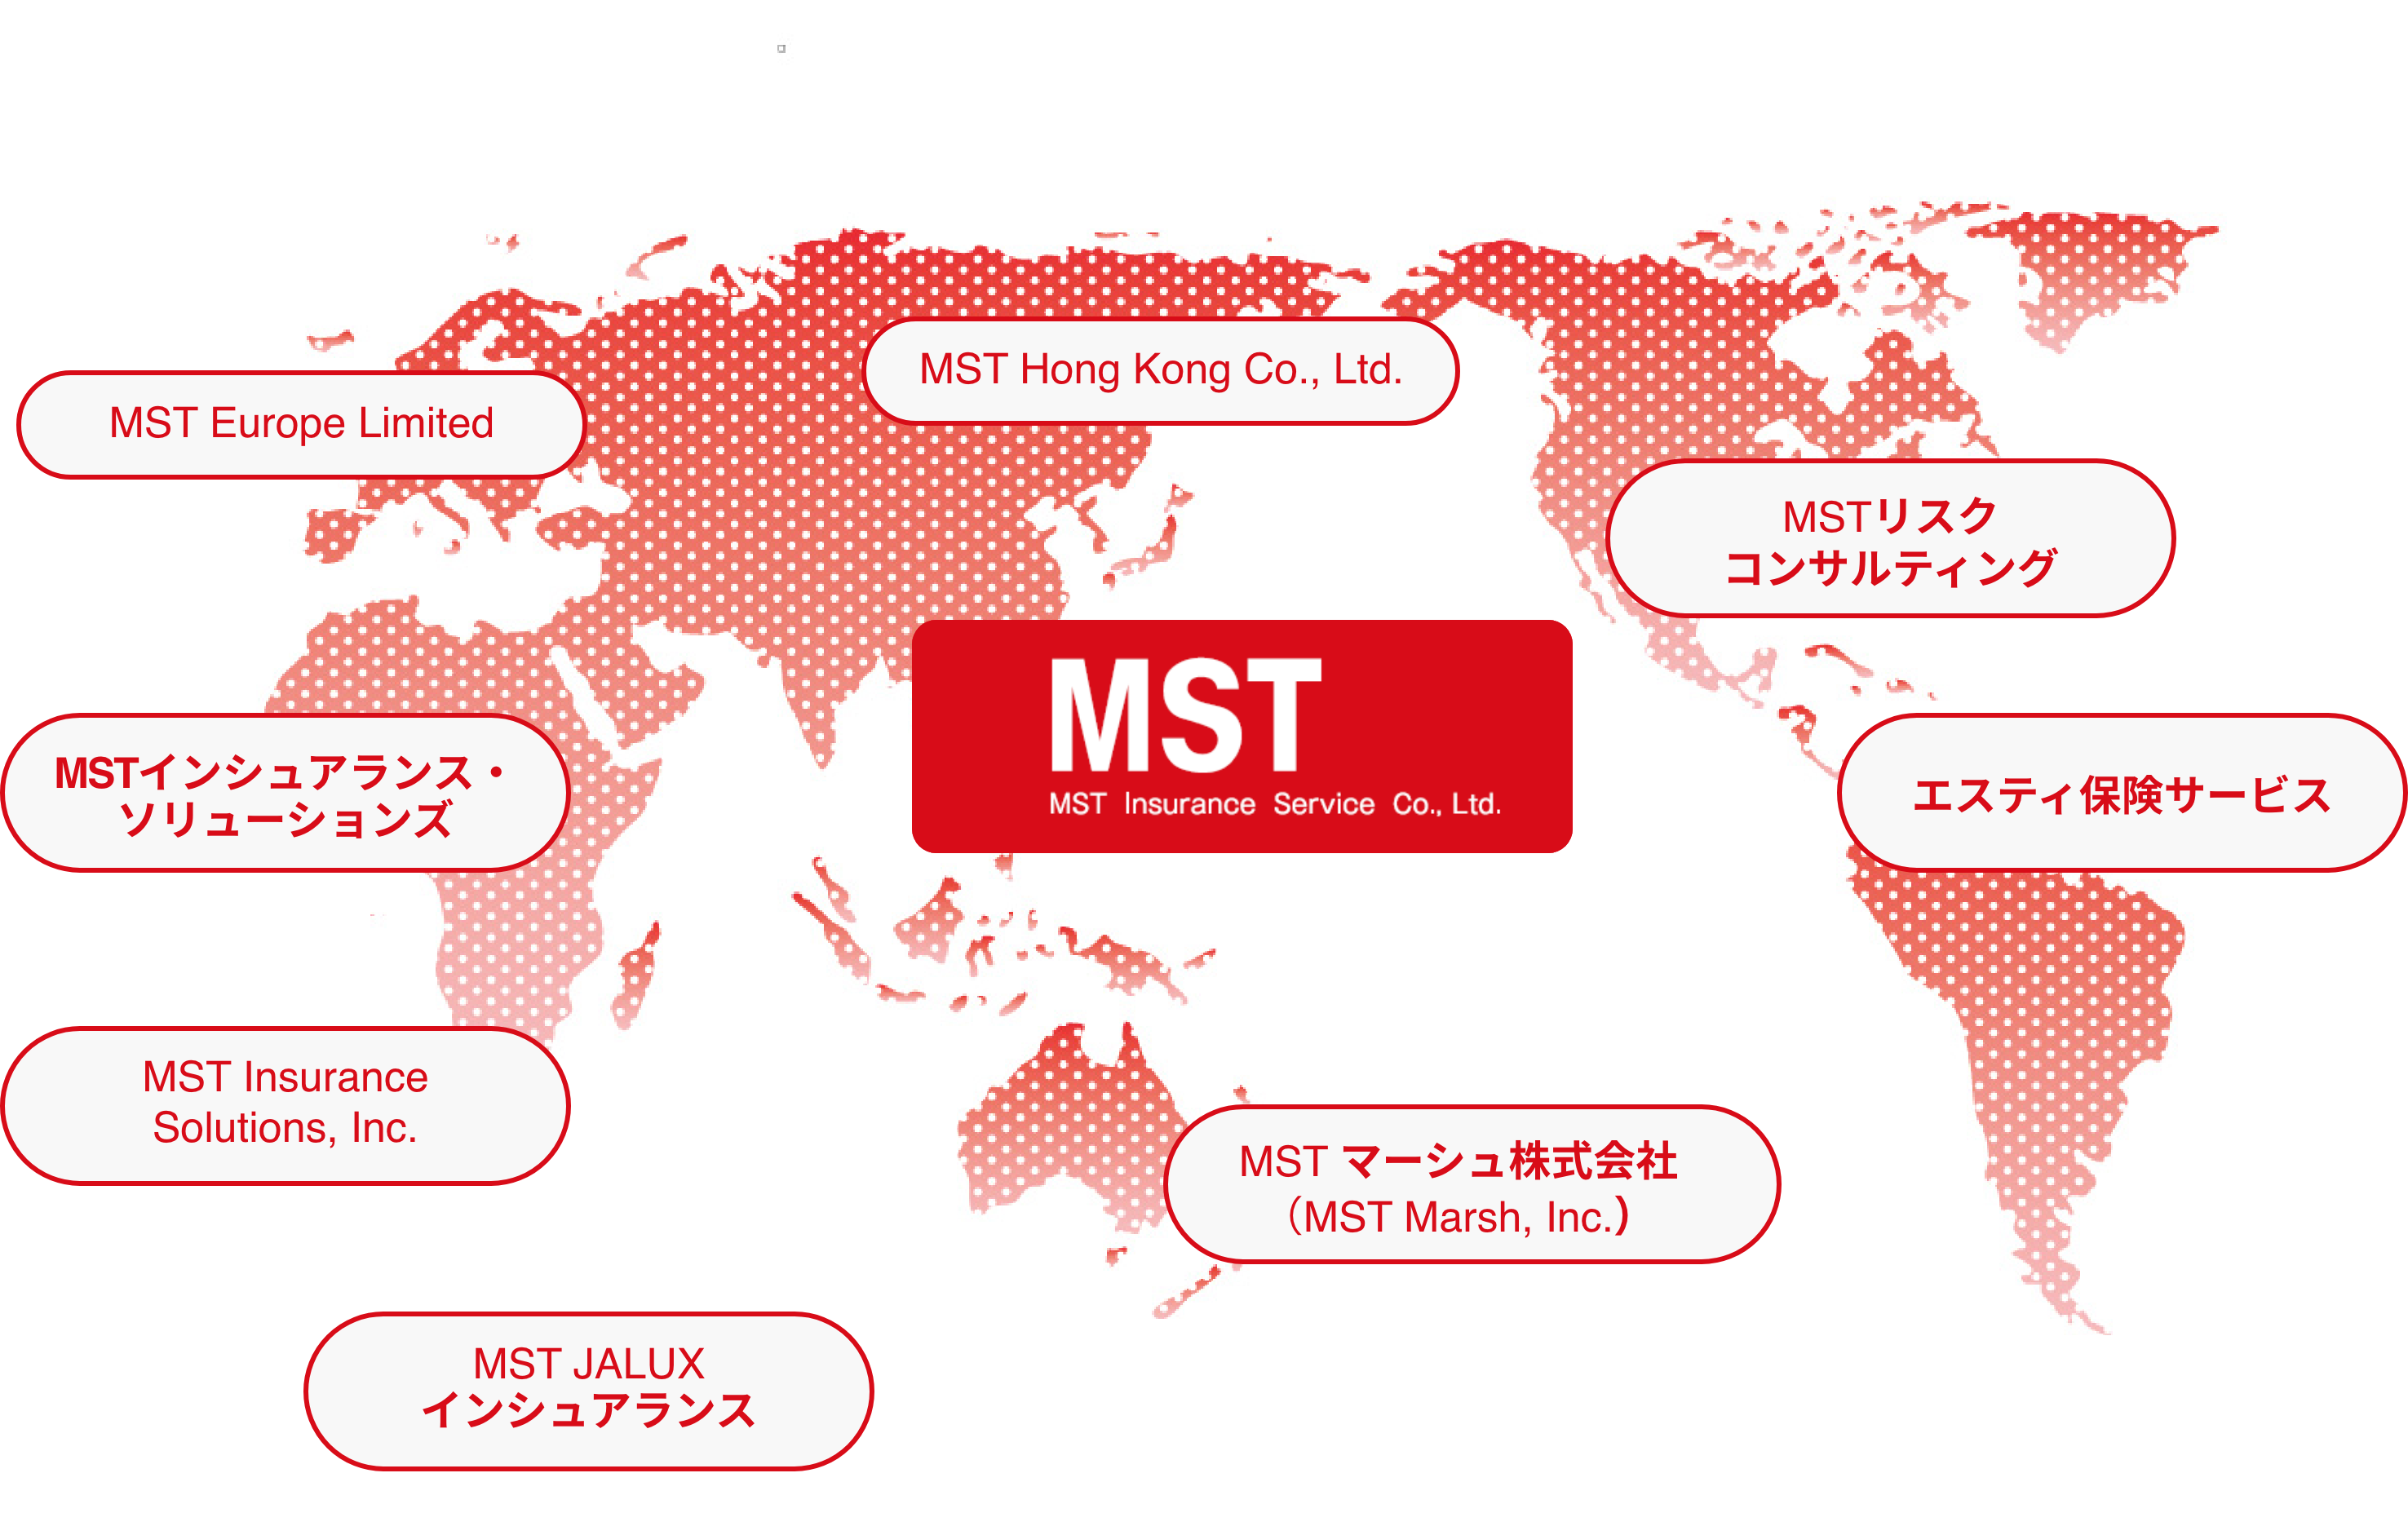 MST Hong Kong Co., Ltd.
MST Europe Limited
MSTリスク
コンサルティング
MST
MST Insurance Service Co., Ltd.
MSTインシュアランス・
ソリューションズ
エスティ保険サービス
MST Insurance
Solutions, Inc.
MST マーシュ株式会社
（MST Marsh, Inc.）
MST JALUX
インシュアランス